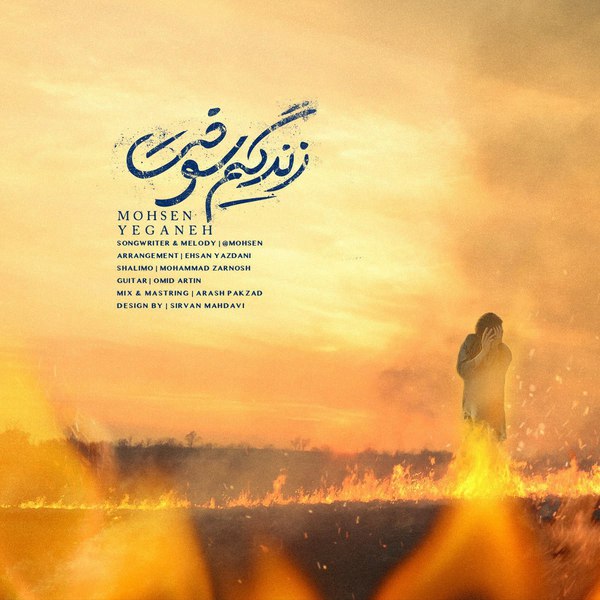 زندگیم سوخت
MOHSEN
YEGANEH
SONGWRITER & MELODY | @MOHSEN
ARRANGEMENT | EHSAN YAZDANI
SHALIMO | MOHAMMAD ZARNOSH
GUITAR | OMID ARTIN
MIX & MASTRING | ARASH PAKZAD
DESIGN BY | SIRVAN MAHDAVI